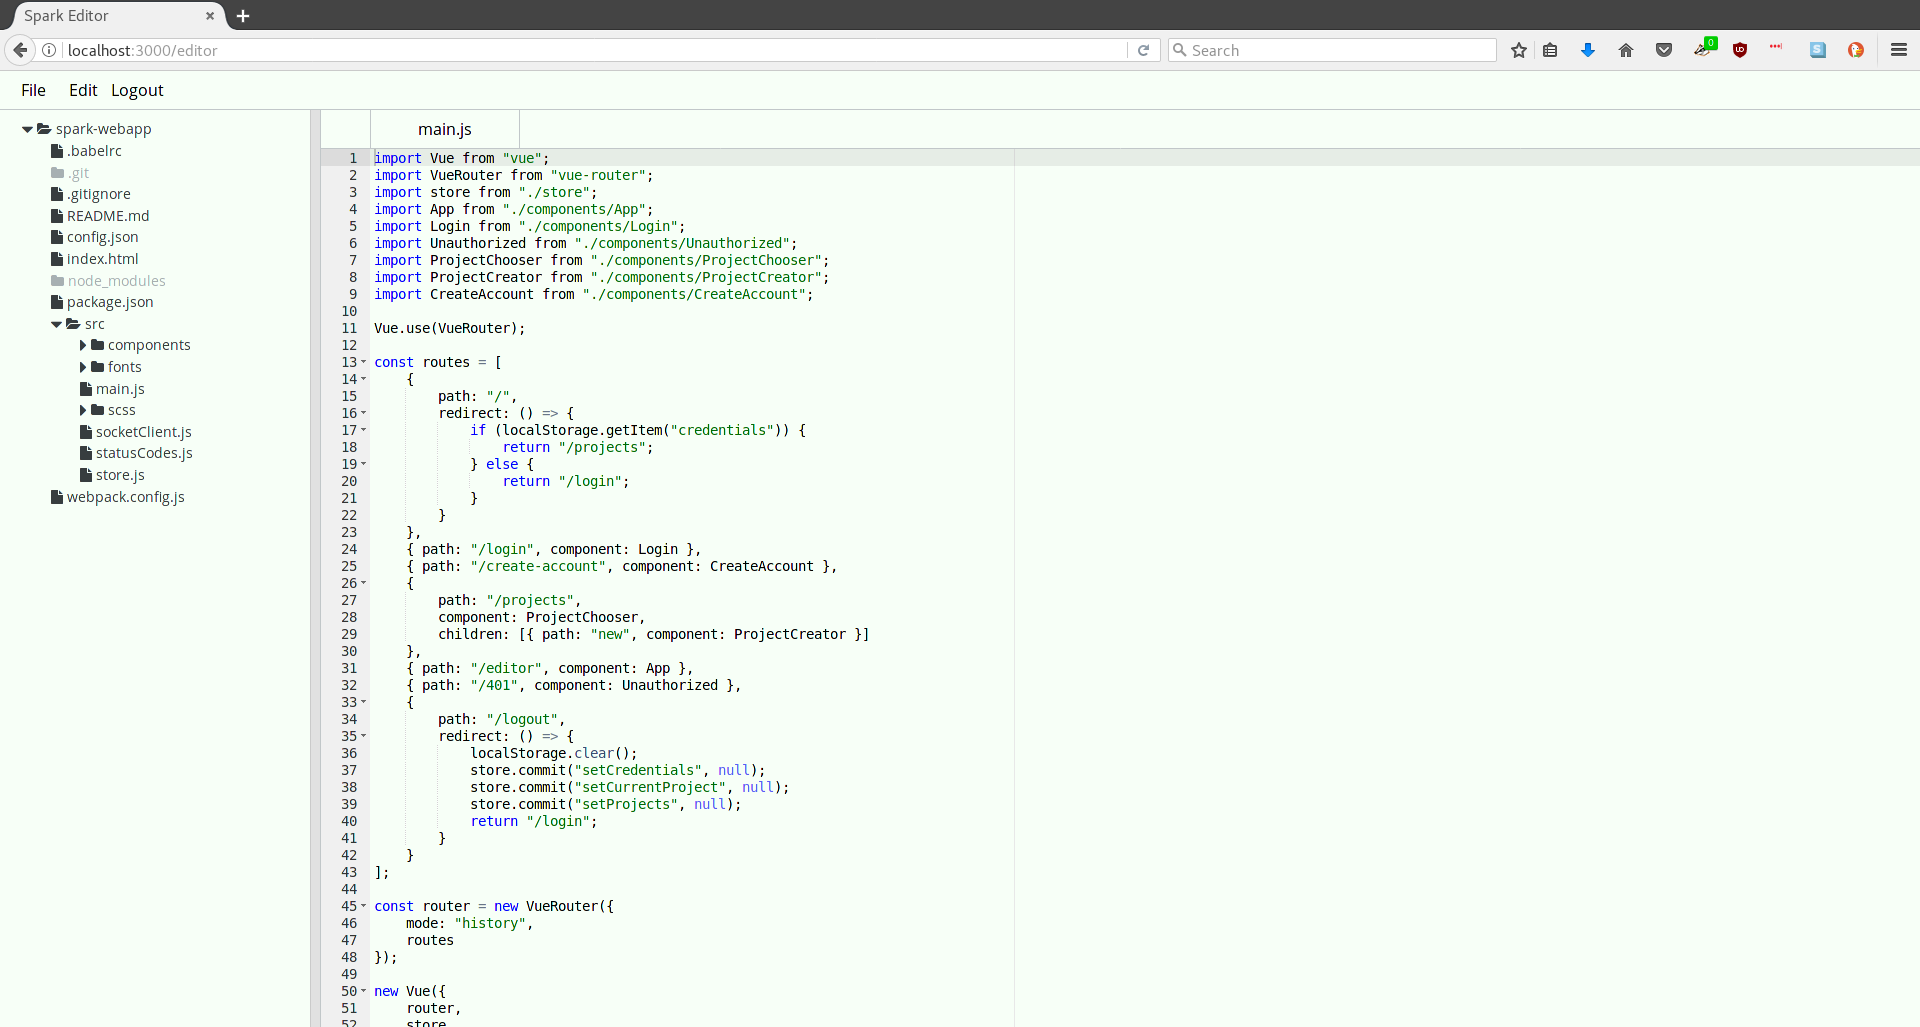 Spark Editor
localhost:3000/editor
Search
0
File Edit Logout
spark-webapp
.babelrc
.git
.gitignore
README.md
config.json
index.html
node_modules
package.json
src
components
fonts
main.js
scss
socketClient.js
statusCodes.js
store.js
webpack.config.js
main.js
1 import Vue from "vue";
2 import VueRouter from "vue-router";
3 import store from "./store";
4 import App from "./components/App";
5 import Login from "./components/Login";
6 import Unauthorized from "./components/Unauthorized";
7 import ProjectChooser from "./components/ProjectChooser";
8 import ProjectCreator from "./components/ProjectCreator";
9 import CreateAccount from "./components/CreateAccount";
10
11 Vue.use(VueRouter);
12
13 const routes = [
14     {
15         path: "/",
16         redirect: () => {
17             if (localStorage.getItem("credentials")) {
18                 return "/projects";
19             } else {
20                 return "/login";
21             }
22         }
23     },
24     { path: "/login", component: Login },
25     { path: "/create-account", component: CreateAccount },
26     {
27         path: "/projects",
28         component: ProjectChooser,
29         children: [{ path: "new", component: ProjectCreator }]
30     },
31     { path: "/editor", component: App },
32     { path: "/401", component: Unauthorized },
33     {
34         path: "/logout",
35         redirect: () => {
36             localStorage.clear();
37             store.commit("setCredentials", null);
38             store.commit("setCurrentProject", null);
39             store.commit("setProjects", null);
40             return "/login";
41         }
42     }
43 ];
44
45 const router = new VueRouter({
46     mode: "history",
47     routes
48 });
49
50 new Vue({
51     router,
52     store